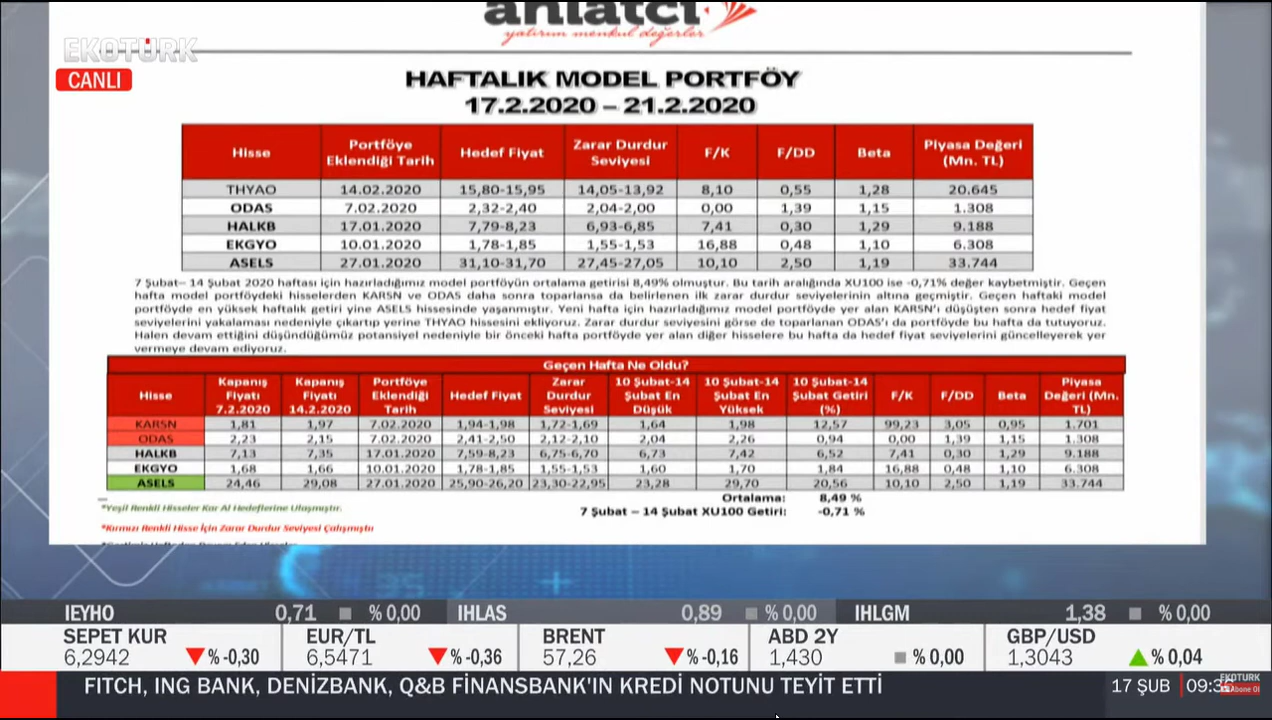 anlatcı
yatırım menkul değerler
EKOTÜRK
CANLI
HAFTALIK MODEL PORTFÖY
17.2.2020 – 21.2.2020
Hisse Portföye Eklendiği Tarih Hedef Fiyat Zarar Durdur Seviyesi F/K F/DD Beta Piyasa Değeri (Mn. TL)
THYAO 14.02.2020 15,80-15,95 14,05-13,92 8,10 0,55 1,28 20.645
ODAS 7.02.2020 2,32-2,40 2,04-2,00 0,00 1,39 1,15 1.308
HALKB 17.01.2020 7,79-8,23 6,93-6,85 7,41 0,30 1,29 9.188
EKGYO 10.01.2020 1,78-1,85 1,55-1,53 16,88 0,48 1,10 6.308
ASELS 27.01.2020 31,10-31,70 27,45-27,05 10,10 2,50 1,19 33.744
7 Şubat– 14 Şubat 2020 haftası için hazırladığımız model portföyün ortalama getirisi 8,49% olmuştur. Bu tarih aralığında XU100 ise -0,71% değer kaybetmiştir. Geçen
hafta model portföydeki hisselerden KARSN ve ODAS daha sonra toparlansa da belirlenen ilk zarar durdur seviyelerinin altına geçmiştir. Geçen haftaki model
portföyde en yüksek haftalık getiri yine ASELS hissesinde yaşanmıştır. Yeni hafta için hazırladığımız model portföyde yer alan KARSN'ı düşüşten sonra hedef fiyat
seviyelerini yakalaması nedeniyle çıkartıp yerine THYAO hissesini ekliyoruz. Zarar durdur seviyesini görse de toparlanan ODAS'ı da portföyde bu hafta da tutuyoruz.
Halen devam ettiğini düşündüğümüz potansiyel nedeniyle bir önceki hafta portföyde yer alan diğer hisselere bu hafta da hedef fiyat seviyelerini güncelleyerek yer
vermeye devam ediyoruz.
Geçen Hafta Ne Oldu?
Hisse Kapanış Fiyatı 7.2.2020 Kapanış Fiyatı 14.2.2020 Portföye Eklendiği Tarih Hedef Fiyat Zarar Durdur Seviyesi 10 Şubat-14 Şubat En Düşük 10 Şubat-14 Şubat En Yüksek 10 Şubat-14 Şubat Getiri (%) F/K F/DD Beta Piyasa Değeri (Mn. TL)
KARSN 1,81 1,97 7.02.2020 1,94-1,98 1,72-1,69 1,64 1,98 12,57 99,23 3,05 0,95 1.701
ODAS 2,23 2,15 7.02.2020 2,41-2,50 2,12-2,10 2,04 2,26 0,94 0,00 1,39 1,15 1.308
HALKB 7,13 7,35 17.01.2020 7,59-8,23 6,75-6,70 6,73 7,42 6,52 7,41 0,30 1,29 9.188
EKGYO 1,68 1,66 10.01.2020 1,78-1,85 1,55-1,53 1,60 1,70 1,84 16,88 0,48 1,10 6.308
ASELS 24,46 29,08 27.01.2020 25,90-26,20 23,30-22,95 23,28 29,70 20,56 10,10 2,50 1,19 33.744
Ortalama: 8,49 %
7 Şubat – 14 Şubat XU100 Getiri: -0,71 %
*Yeşil Renkli Hisseler Kar Al Hedeflerine Ulaşmıştır.
*Kırmızı Renkli Hisse İçin Zarar Durdur Seviyesi Çalışmıştır
IEYHO 0,71 % 0,00 IHLAS 0,89 % 0,00 IHLGM 1,38 % 0,00
SEPET KUR EUR/TL BRENT ABD 2Y GBP/USD
6,2942 % -0,30 6,5471 % -0,36 57,26 % -0,16 1,430 % 0,00 1,3043 % 0,04
FITCH, ING BANK, DENİZBANK, Q&B FİNANSBANK'IN KREDİ NOTUNU TEYİT ETTİ
17 ŞUB 09:3
EKOTÜRK
Abone Ol